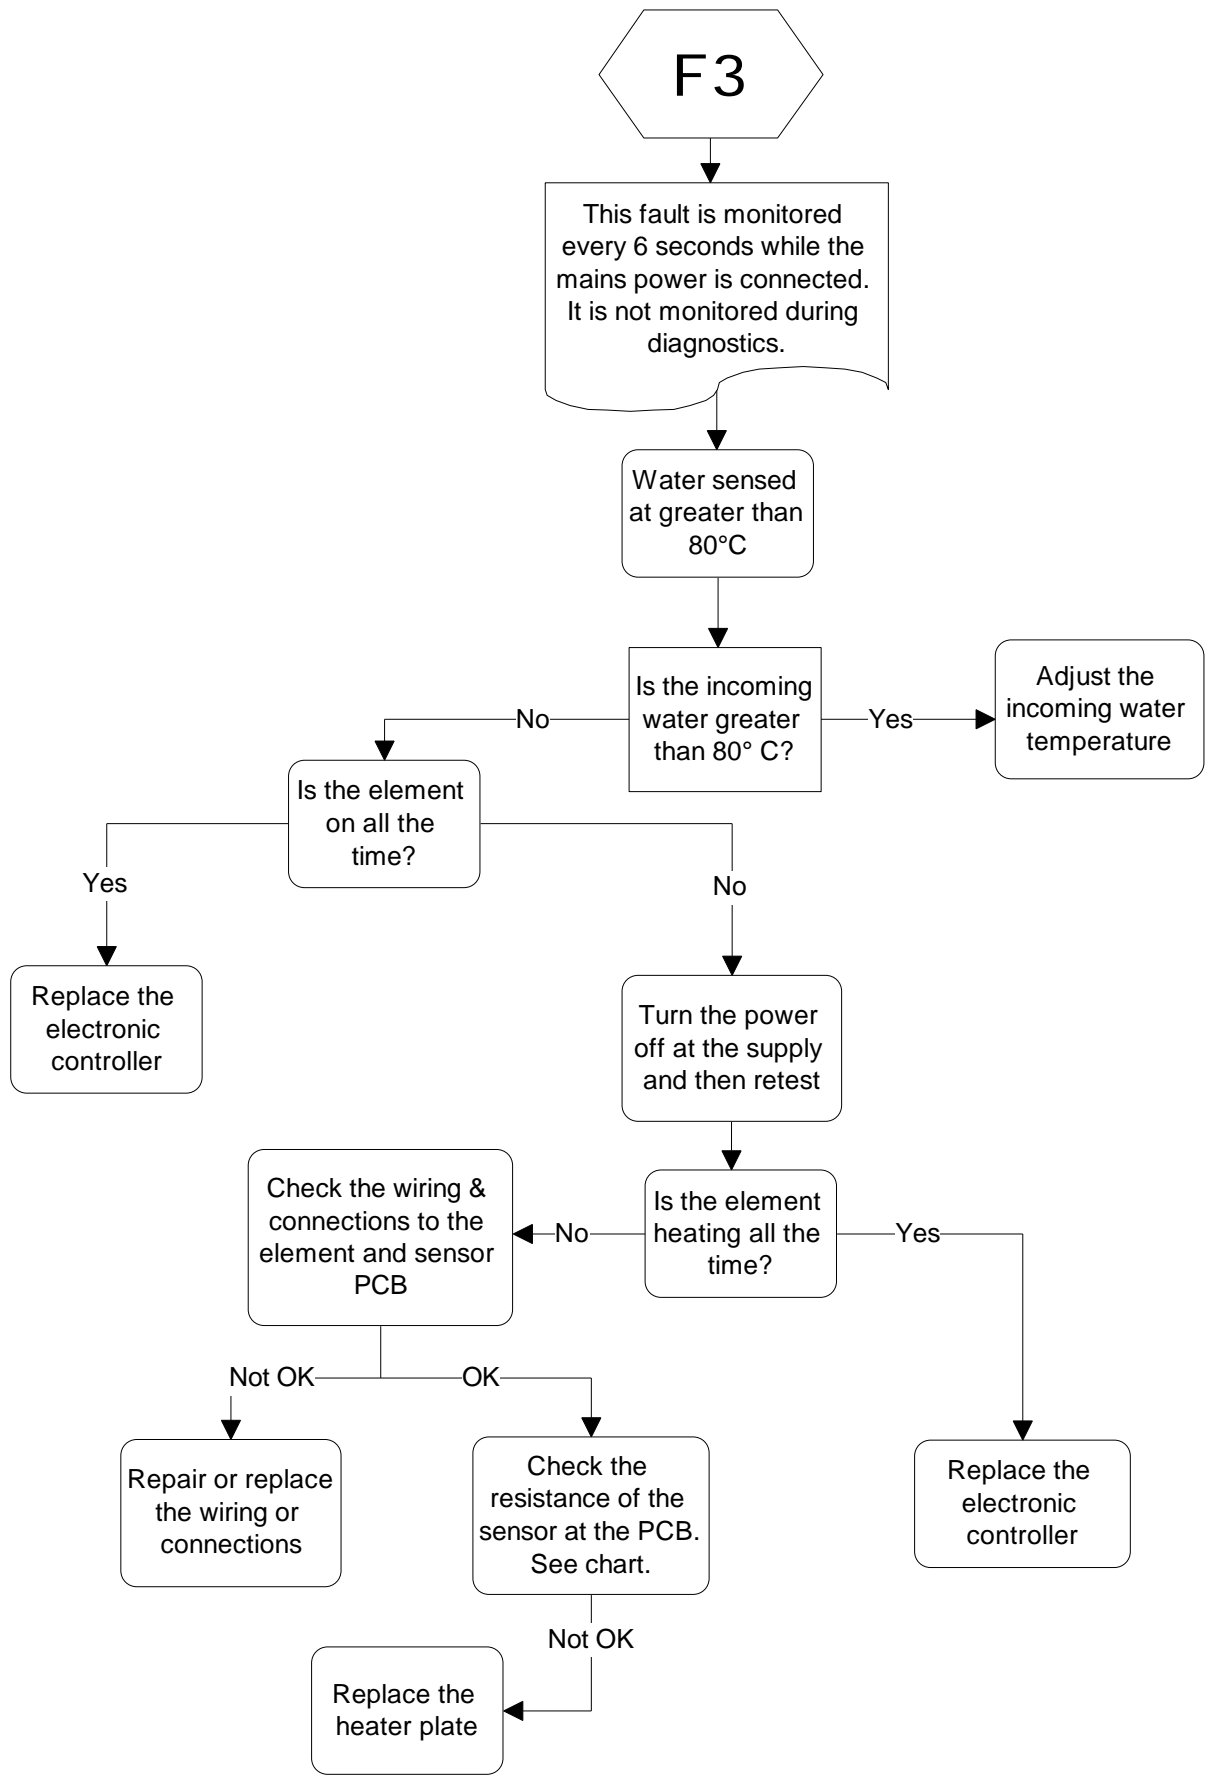 F3
This fault is monitored
every 6 seconds while the
mains power is connected.
It is not monitored during
diagnostics.
Water sensed
at greater than
80°C
Is the incoming
water greater
than 80° C?
No
Yes
Adjust the
incoming water
temperature
Is the element
on all the
time?
Yes
No
Replace the
electronic
controller
Turn the power
off at the supply
and then retest
Is the element
heating all the
time?
No
Yes
Check the wiring &
connections to the
element and sensor
PCB
Not OK
OK
Repair or replace
the wiring or
connections
Check the
resistance of the
sensor at the PCB.
See chart.
Replace the
electronic
controller
Not OK
Replace the
heater plate